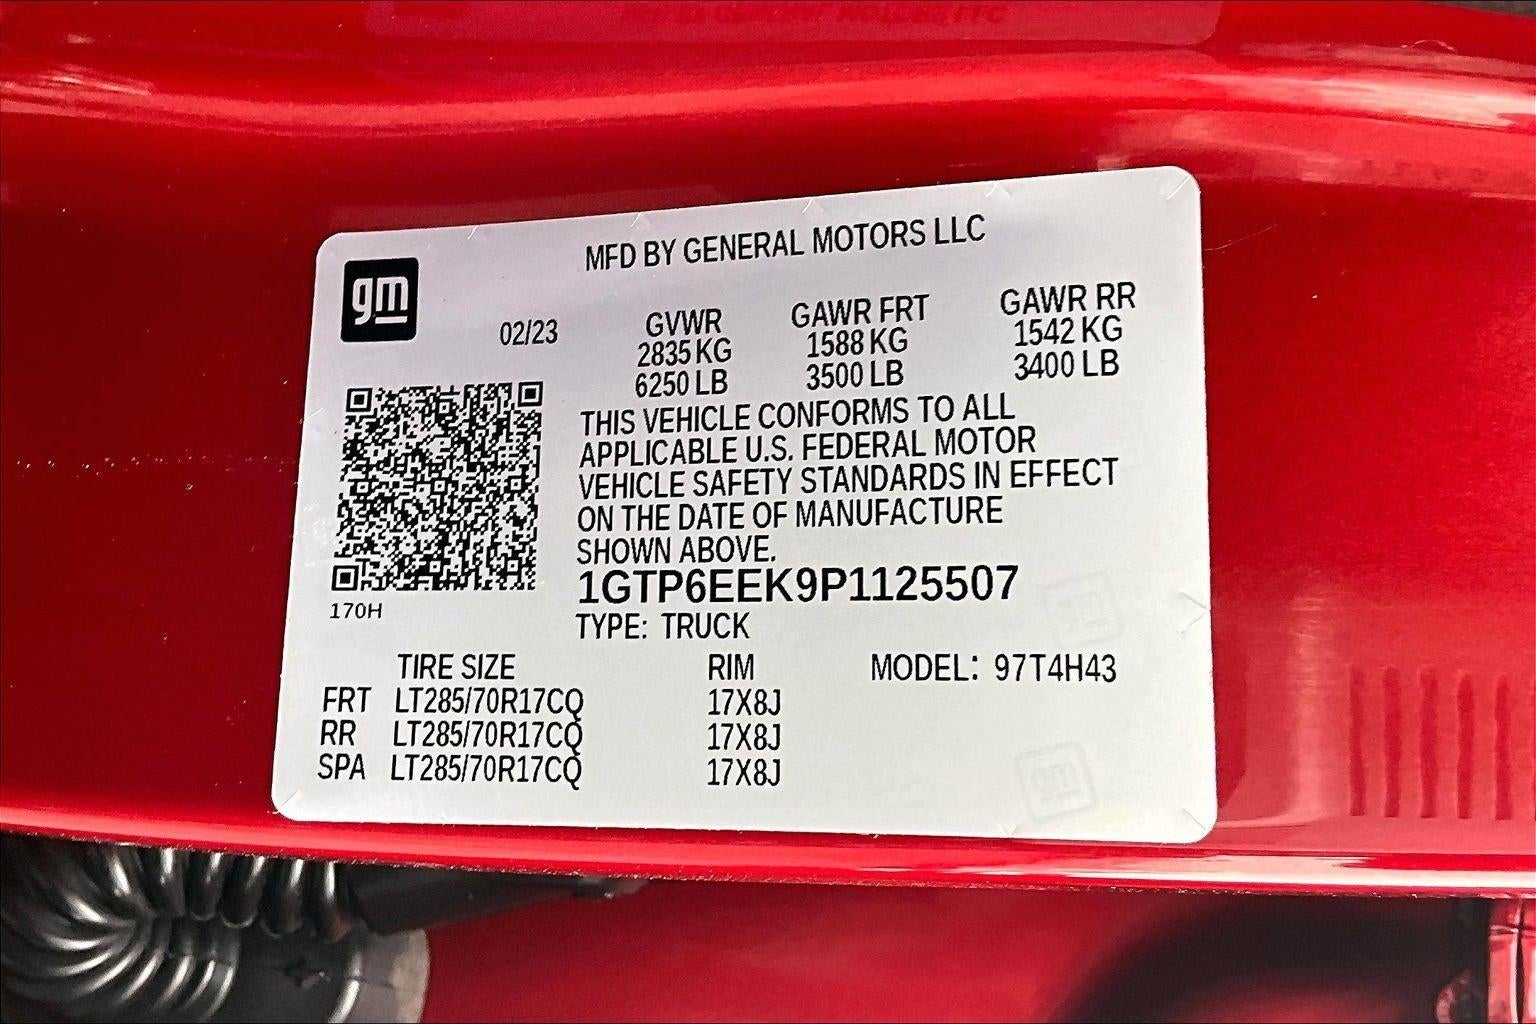 MFD BY GENERAL MOTORS LLC
gm
02/23
GVWR
2835 KG
6250 LB
GAWR FRT
1588 KG
3500 LB
GAWR RR
1542 KG
3400 LB
THIS VEHICLE CONFORMS TO ALL
APPLICABLE U.S. FEDERAL MOTOR
VEHICLE SAFETY STANDARDS IN EFFECT
ON THE DATE OF MANUFACTURE
SHOWN ABOVE.
1GTP6EEK9P1125507
170H
TYPE: TRUCK
TIRE SIZE RIM MODEL: 97T4H43
FRT LT285/70R17CQ 17X8J
RR LT285/70R17CQ 17X8J
SPA LT285/70R17CQ 17X8J